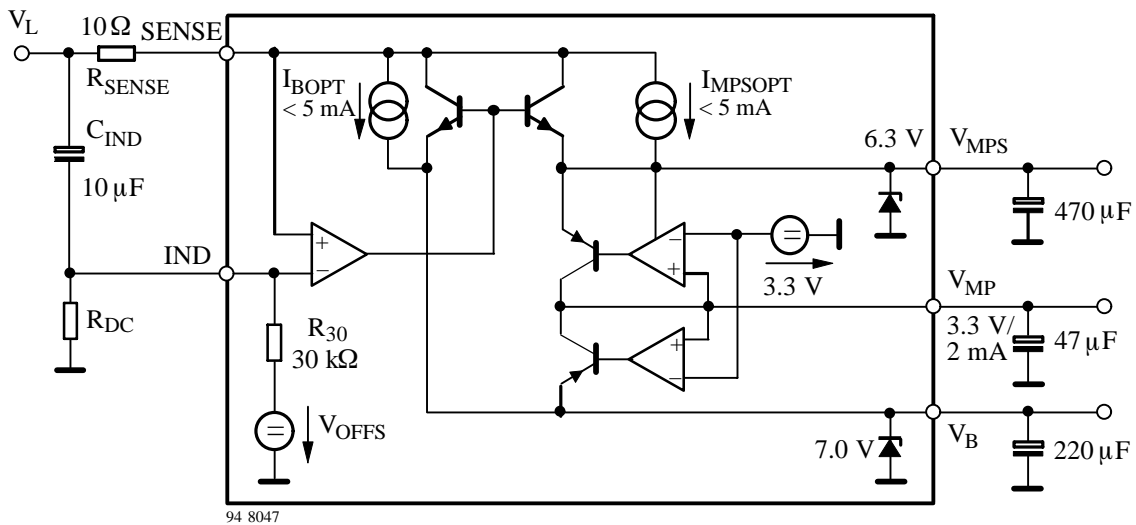 V_L
10 Ω
SENSE
R_SENSE
I_BOPT
< 5 mA
I_MPSOPT
< 5 mA
C_IND
10 µF
6.3 V
V_MPS
470 µF
+
−
−
=
+
3.3 V
IND
V_MP
R_DC
R_30
30 kΩ
3.3 V/
2 mA
47 µF
+
−
=
V_OFFS
7.0 V
V_B
220 µF
94 8047